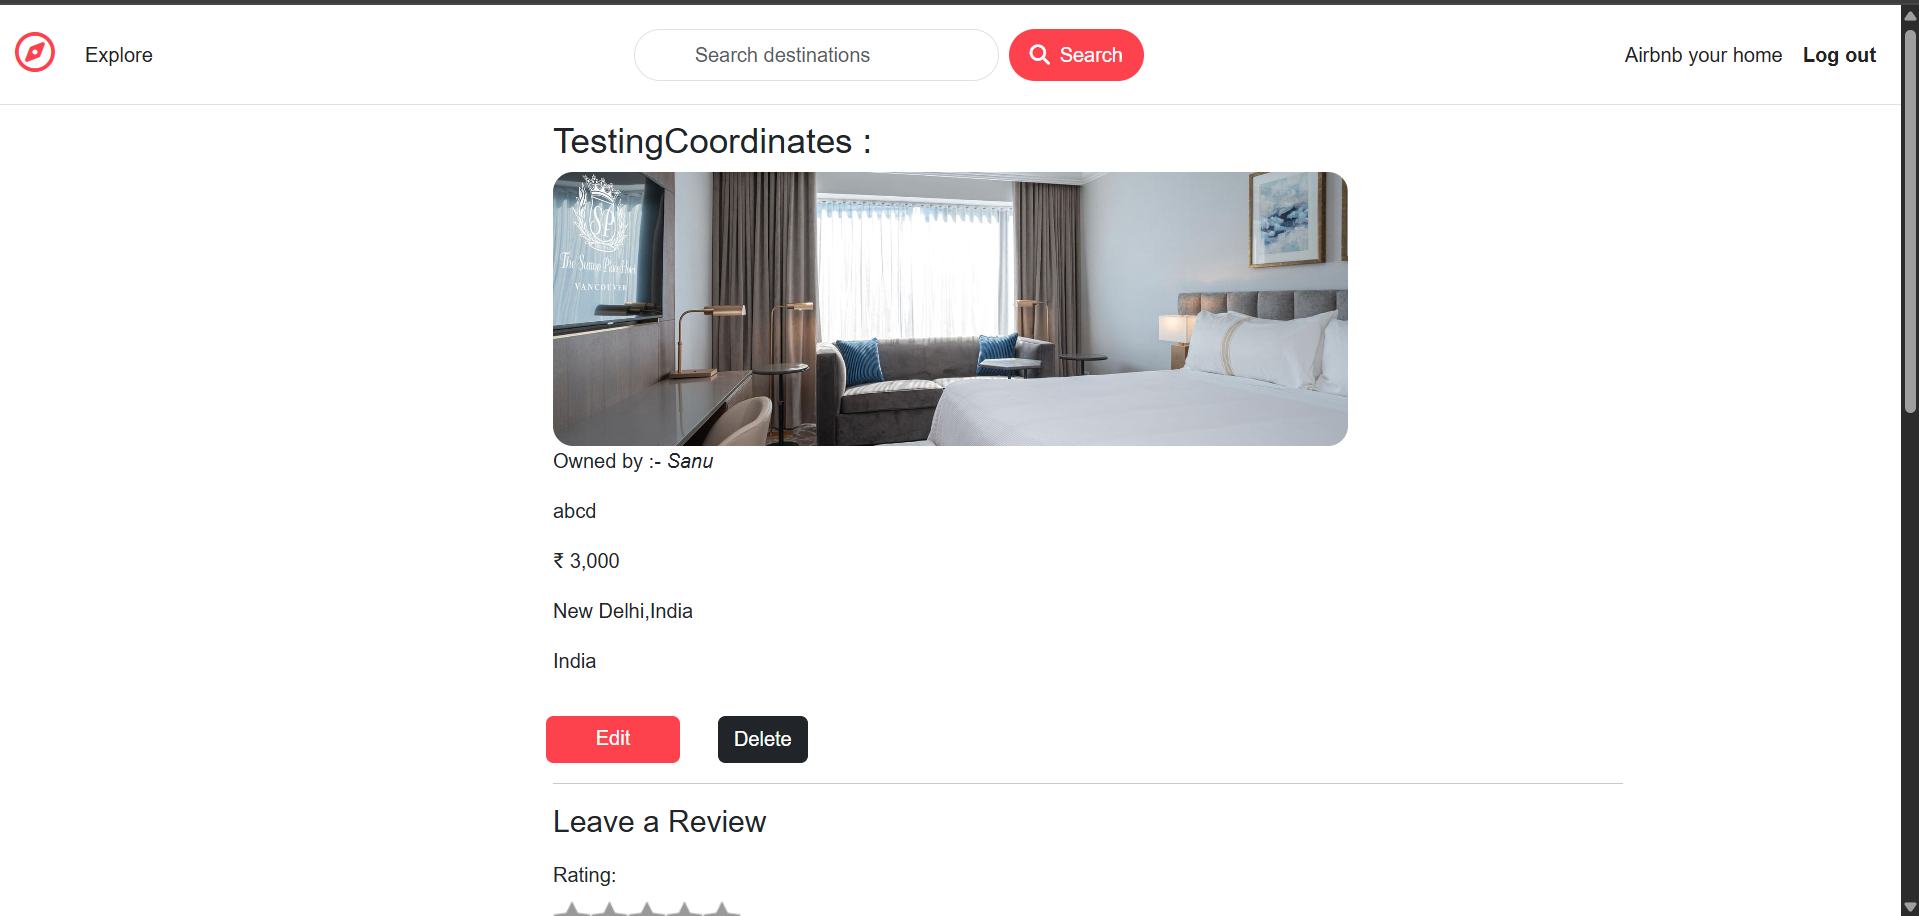 Explore
Search destinations
Search
Airbnb your home
Log out
TestingCoordinates :
SP
The Sutton Place Hotel
VANCOUVER
Owned by :- Sanu
abcd
₹ 3,000
New Delhi,India
India
Edit
Delete
Leave a Review
Rating: